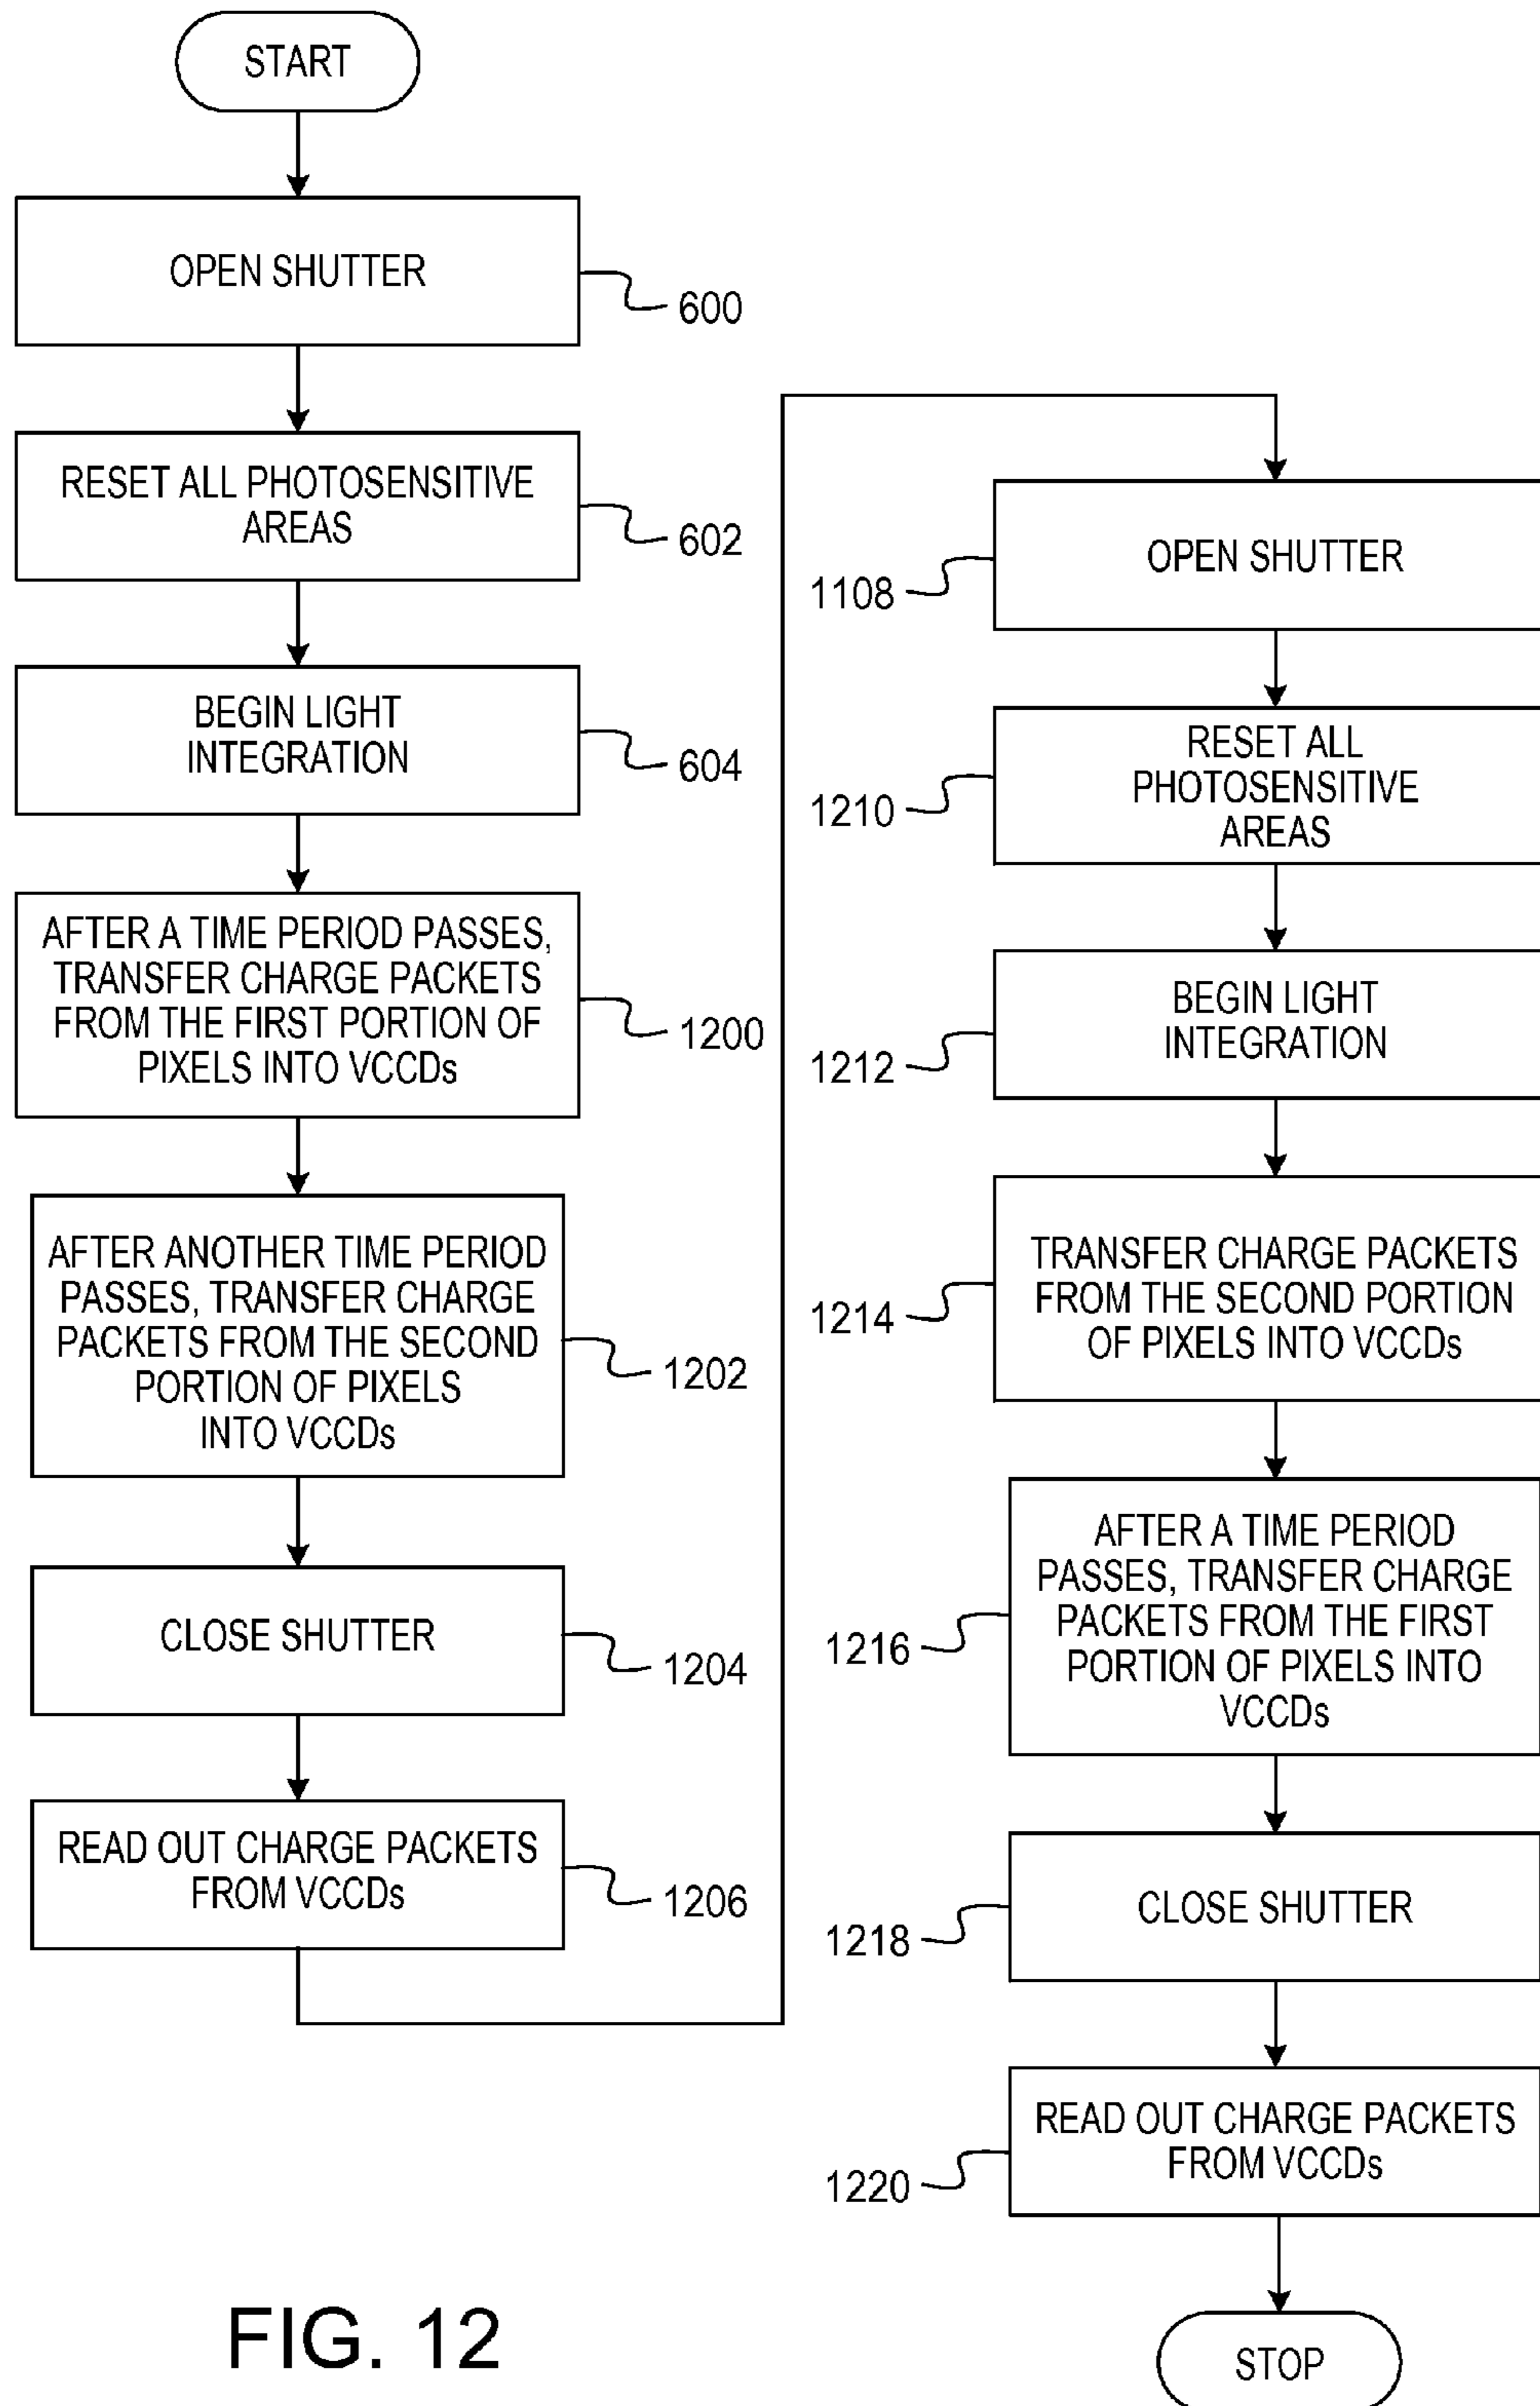 START
OPEN SHUTTER
600
RESET ALL PHOTOSENSITIVE
AREAS
602
BEGIN LIGHT
INTEGRATION
604
AFTER A TIME PERIOD PASSES,
TRANSFER CHARGE PACKETS
FROM THE FIRST PORTION OF
PIXELS INTO VCCDs
1200
AFTER ANOTHER TIME PERIOD
PASSES, TRANSFER CHARGE
PACKETS FROM THE SECOND
PORTION OF PIXELS
INTO VCCDs
1202
CLOSE SHUTTER
1204
READ OUT CHARGE PACKETS
FROM VCCDs
1206
OPEN SHUTTER
1108
RESET ALL
PHOTOSENSITIVE
AREAS
1210
BEGIN LIGHT
INTEGRATION
1212
TRANSFER CHARGE PACKETS
FROM THE SECOND PORTION
OF PIXELS INTO VCCDs
1214
AFTER A TIME PERIOD
PASSES, TRANSFER CHARGE
PACKETS FROM THE FIRST
PORTION OF PIXELS INTO
VCCDs
1216
CLOSE SHUTTER
1218
READ OUT CHARGE PACKETS
FROM VCCDs
1220
STOP
FIG. 12